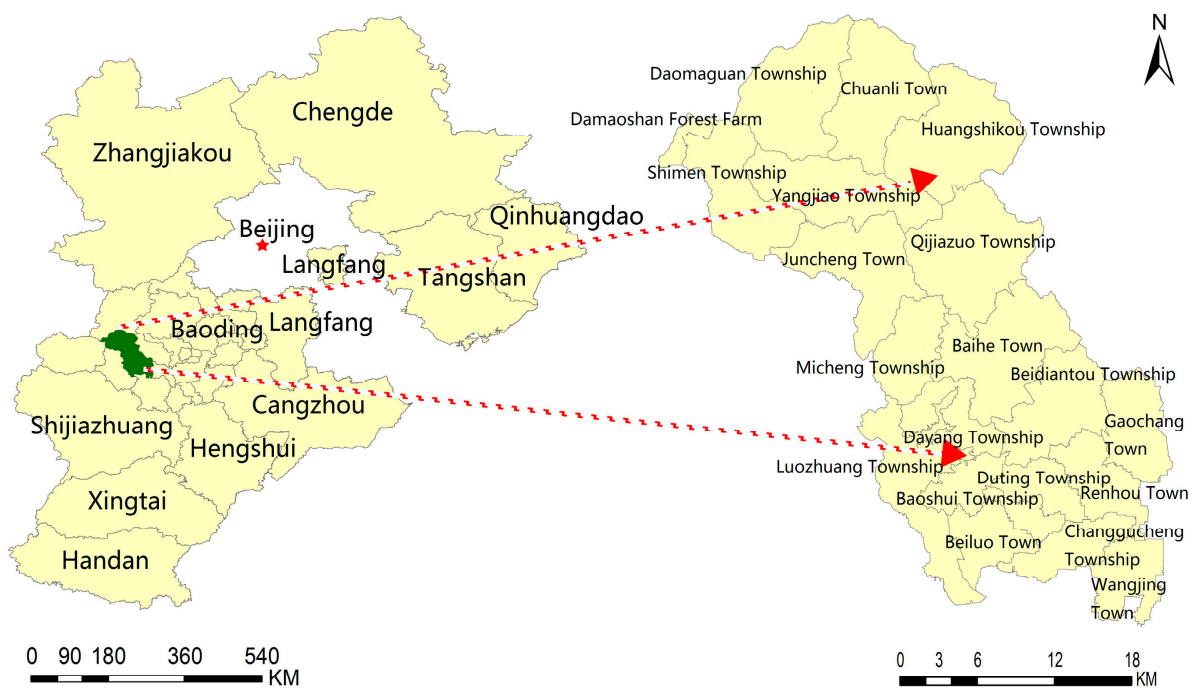 Chengde
Zhangjiakou
Qinhuangdao
Beijing
Langfang
Tangshan
Baoding
Langfang
Cangzhou
Shijiazhuang
Hengshui
Xingtai
Handan
0 90 180 360 540
KM
N
Daomaguan Township
Chuanli Town
Damaoshan Forest Farm
Huangshikou Township
Shimen Township
Yangjiao Township
Qijiazuo Township
Juncheng Town
Baihe Town
Micheng Township
Beidiantou Township
Gaochang
Town
Dayang Township
Luozhuang Township
Duting Township
Renhou Town
Baoshui Township
Changgucheng
Township
Beiluo Town
Wangjing
Town
0 3 6 12 18
KM